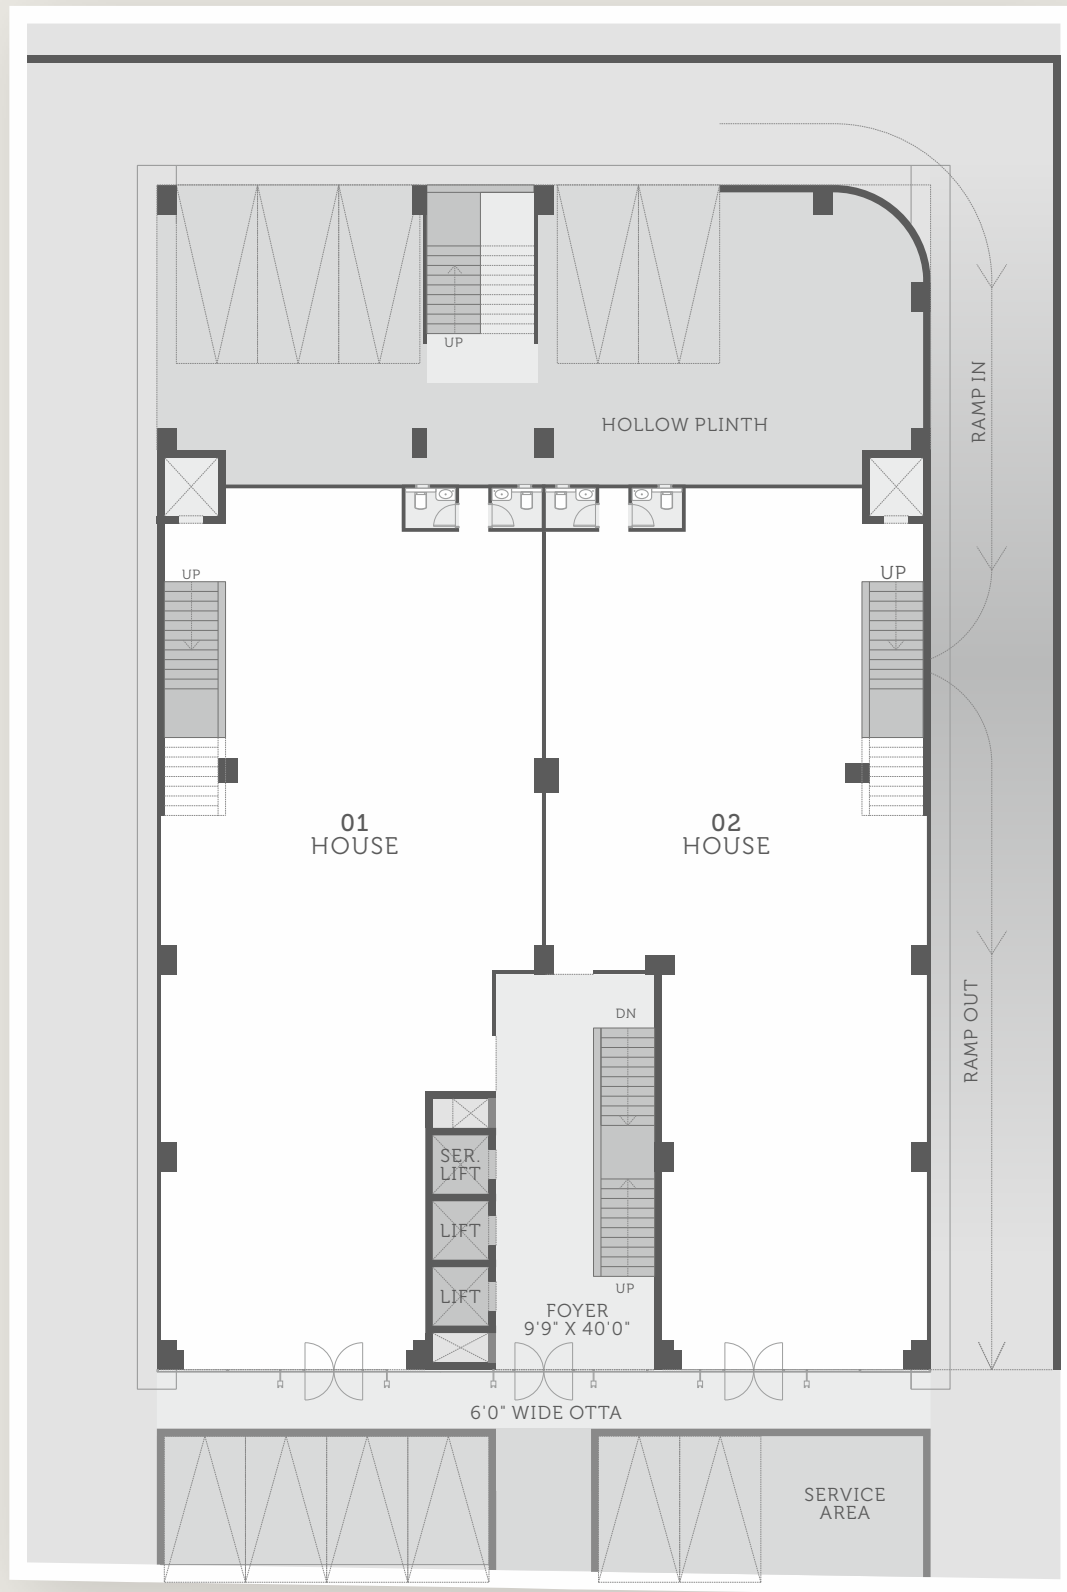 UP
RAMP IN
HOLLOW PLINTH
UP
UP
01
HOUSE
02
HOUSE
RAMP OUT
DN
SER.
LIFT
LIFT
LIFT
UP
FOYER
9'9" X 40'0"
6'0" WIDE OTTA
SERVICE
AREA